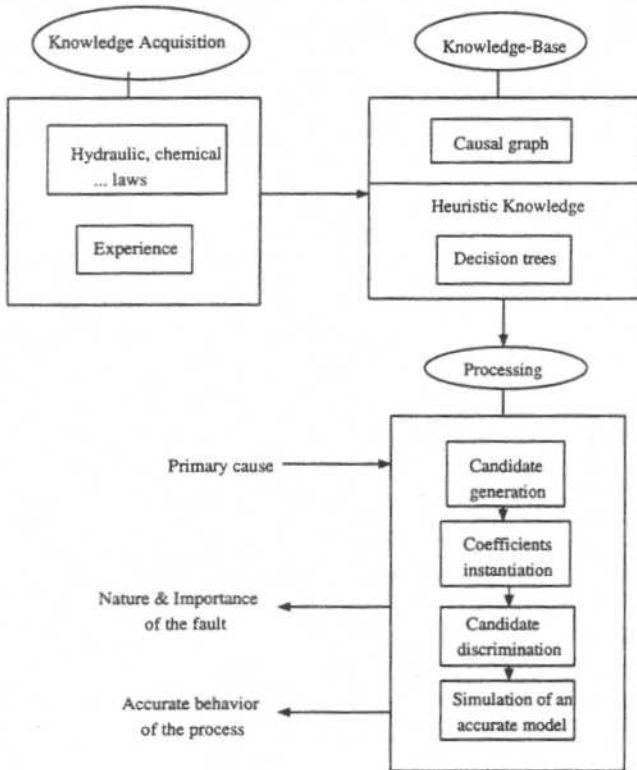 Knowledge Acquisition
Knowledge-Base
Hydraulic, chemical
... laws
Experience
Causal graph
Heuristic Knowledge
Decision trees
Processing
Primary cause
Candidate
generation
Coefficients
instantiation
Nature & Importance
of the fault
Candidate
discrimination
Accurate behavior
of the process
Simulation of an
accurate model